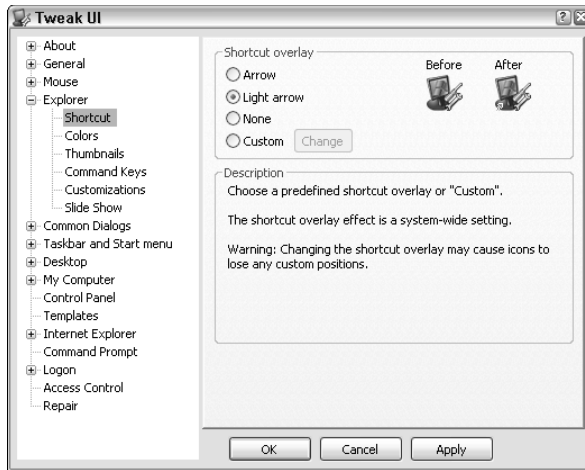 Tweak UI
About
General
Mouse
Explorer
Shortcut
Colors
Thumbnails
Command Keys
Customizations
Slide Show
Common Dialogs
Taskbar and Start menu
Desktop
My Computer
Control Panel
Templates
Internet Explorer
Command Prompt
Logon
Access Control
Repair
Shortcut overlay
Arrow
Light arrow
None
Custom
Change
Before
After
Description
Choose a predefined shortcut overlay or "Custom".
The shortcut overlay effect is a system-wide setting.
Warning: Changing the shortcut overlay may cause icons to
lose any custom positions.
OK
Cancel
Apply